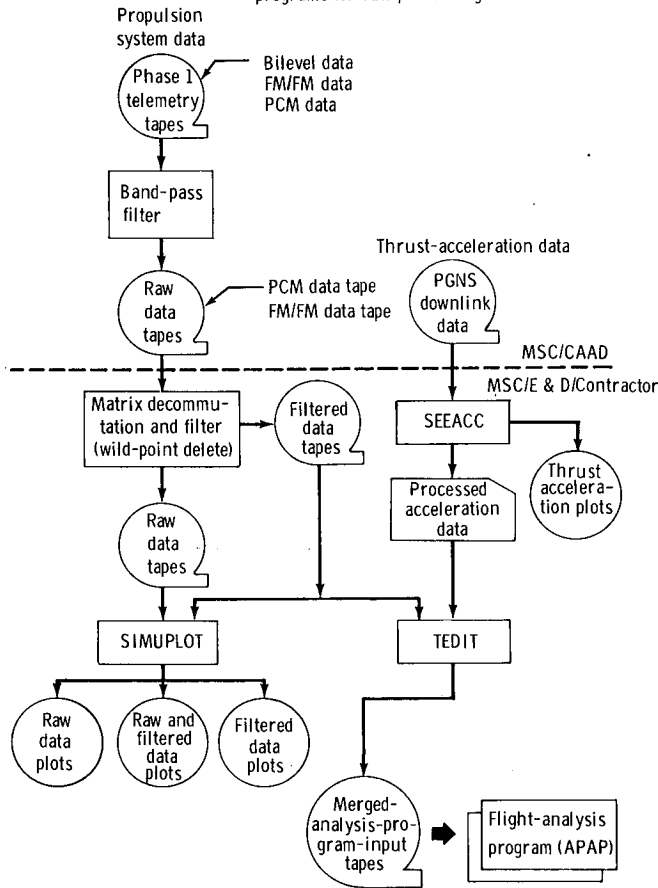 Propulsion
system data
Phase 1
telemetry
tapes
Bilevel data
FM/FM data
PCM data
Band-pass
filter
Thrust-acceleration data
Raw
data
tapes
PCM data tape
FM/FM data tape
PGNS
downlink
data
MSC/CAAD
MSC/E & D/Contractor
Matrix decommu-
tation and filter
(wild-point delete)
Filtered
data
tapes
SEEACC
Processed
acceleration
data
Thrust
accelera-
tion plots
Raw
data
tapes
SIMUPLOT
TEDIT
Raw
data
plots
Raw and
filtered
data
plots
Filtered
data
plots
Merged-
analysis-pro-
gram-input
tapes
Flight-analysis
program (APAP)